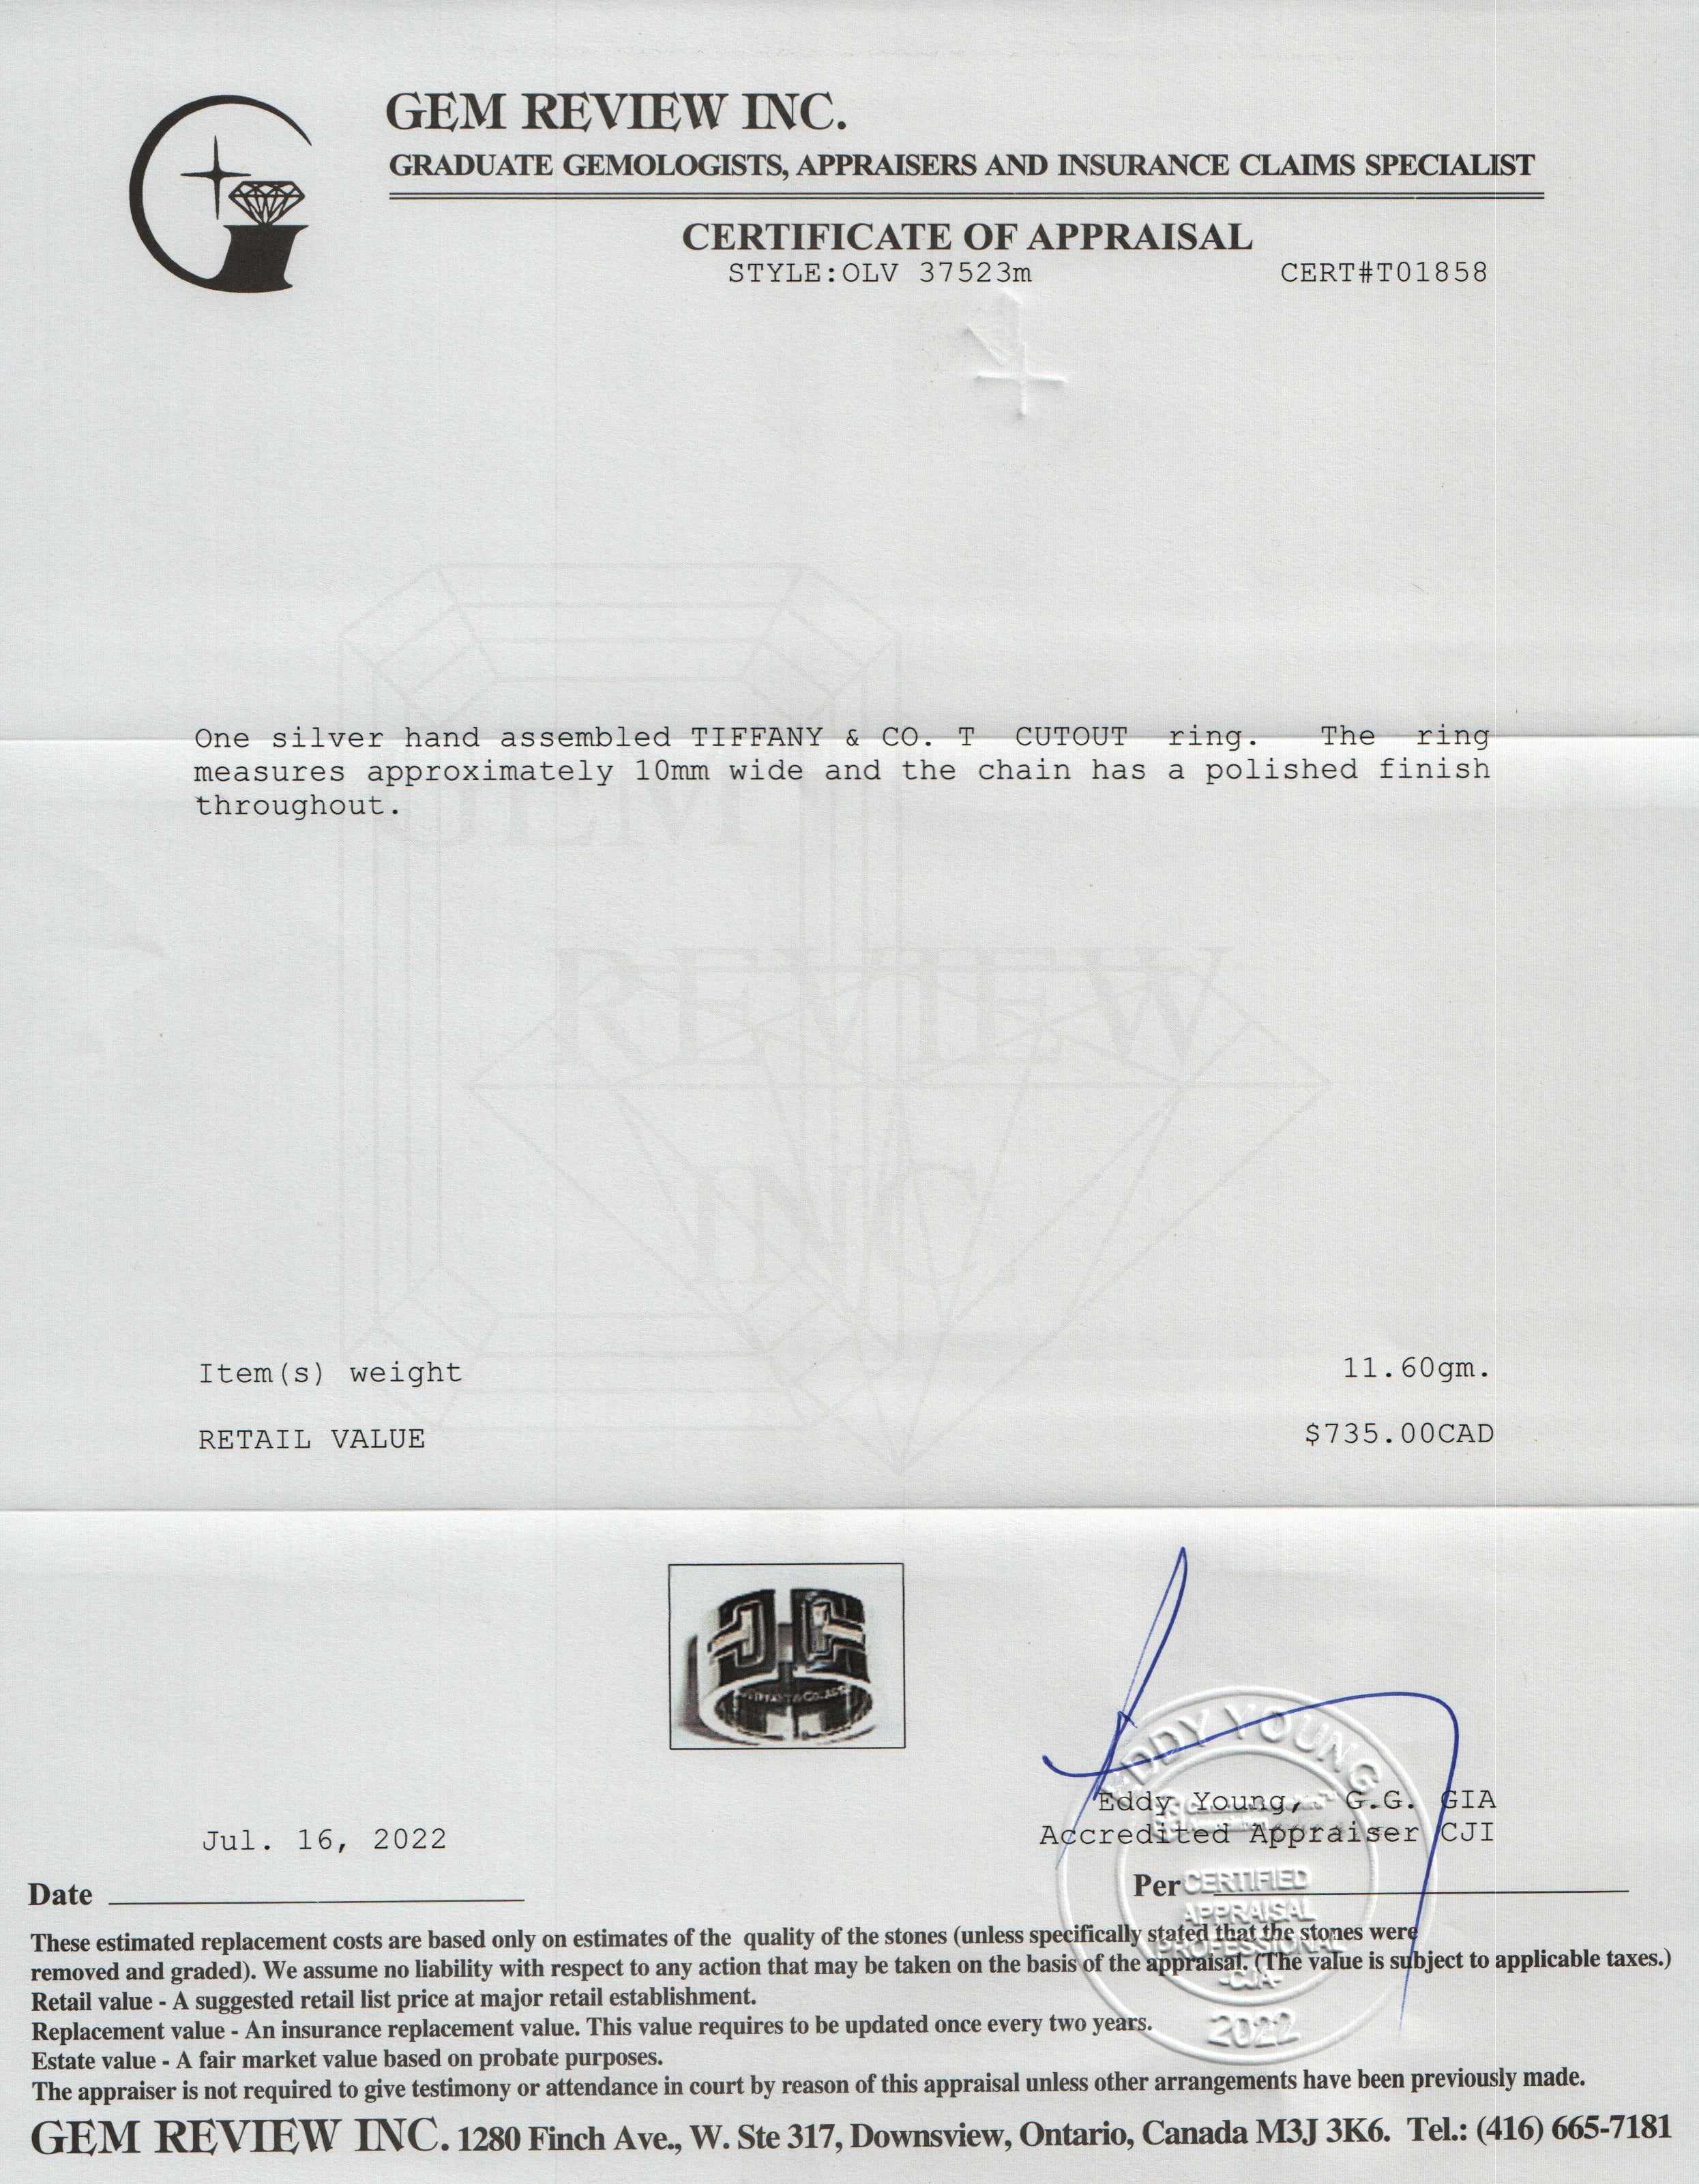 GEM REVIEW INC.
GRADUATE GEMOLOGISTS, APPRAISERS AND INSURANCE CLAIMS SPECIALIST
CERTIFICATE OF APPRAISAL
STYLE:OLV 37523m CERT#T01858
One silver hand assembled TIFFANY & CO. T CUTOUT ring. The ring
measures approximately 10mm wide and the chain has a polished finish
throughout.
GEM
REVIEW
INC.
Item(s) weight 11.60gm.
RETAIL VALUE $735.00CAD
EDDY YOUNG
Eddy Young, G.G. GIA
Accredited Appraiser CJI
Jul. 16, 2022
Date
Per
CERTIFIED
APPRAISAL
PROFESSIONAL
-CJA-
2022
These estimated replacement costs are based only on estimates of the quality of the stones (unless specifically stated that the stones were
removed and graded). We assume no liability with respect to any action that may be taken on the basis of the appraisal. (The value is subject to applicable taxes.)
Retail value - A suggested retail list price at major retail establishment.
Replacement value - An insurance replacement value. This value requires to be updated once every two years.
Estate value - A fair market value based on probate purposes.
The appraiser is not required to give testimony or attendance in court by reason of this appraisal unless other arrangements have been previously made.
GEM REVIEW INC. 1280 Finch Ave., W. Ste 317, Downsview, Ontario, Canada M3J 3K6. Tel.: (416) 665-7181